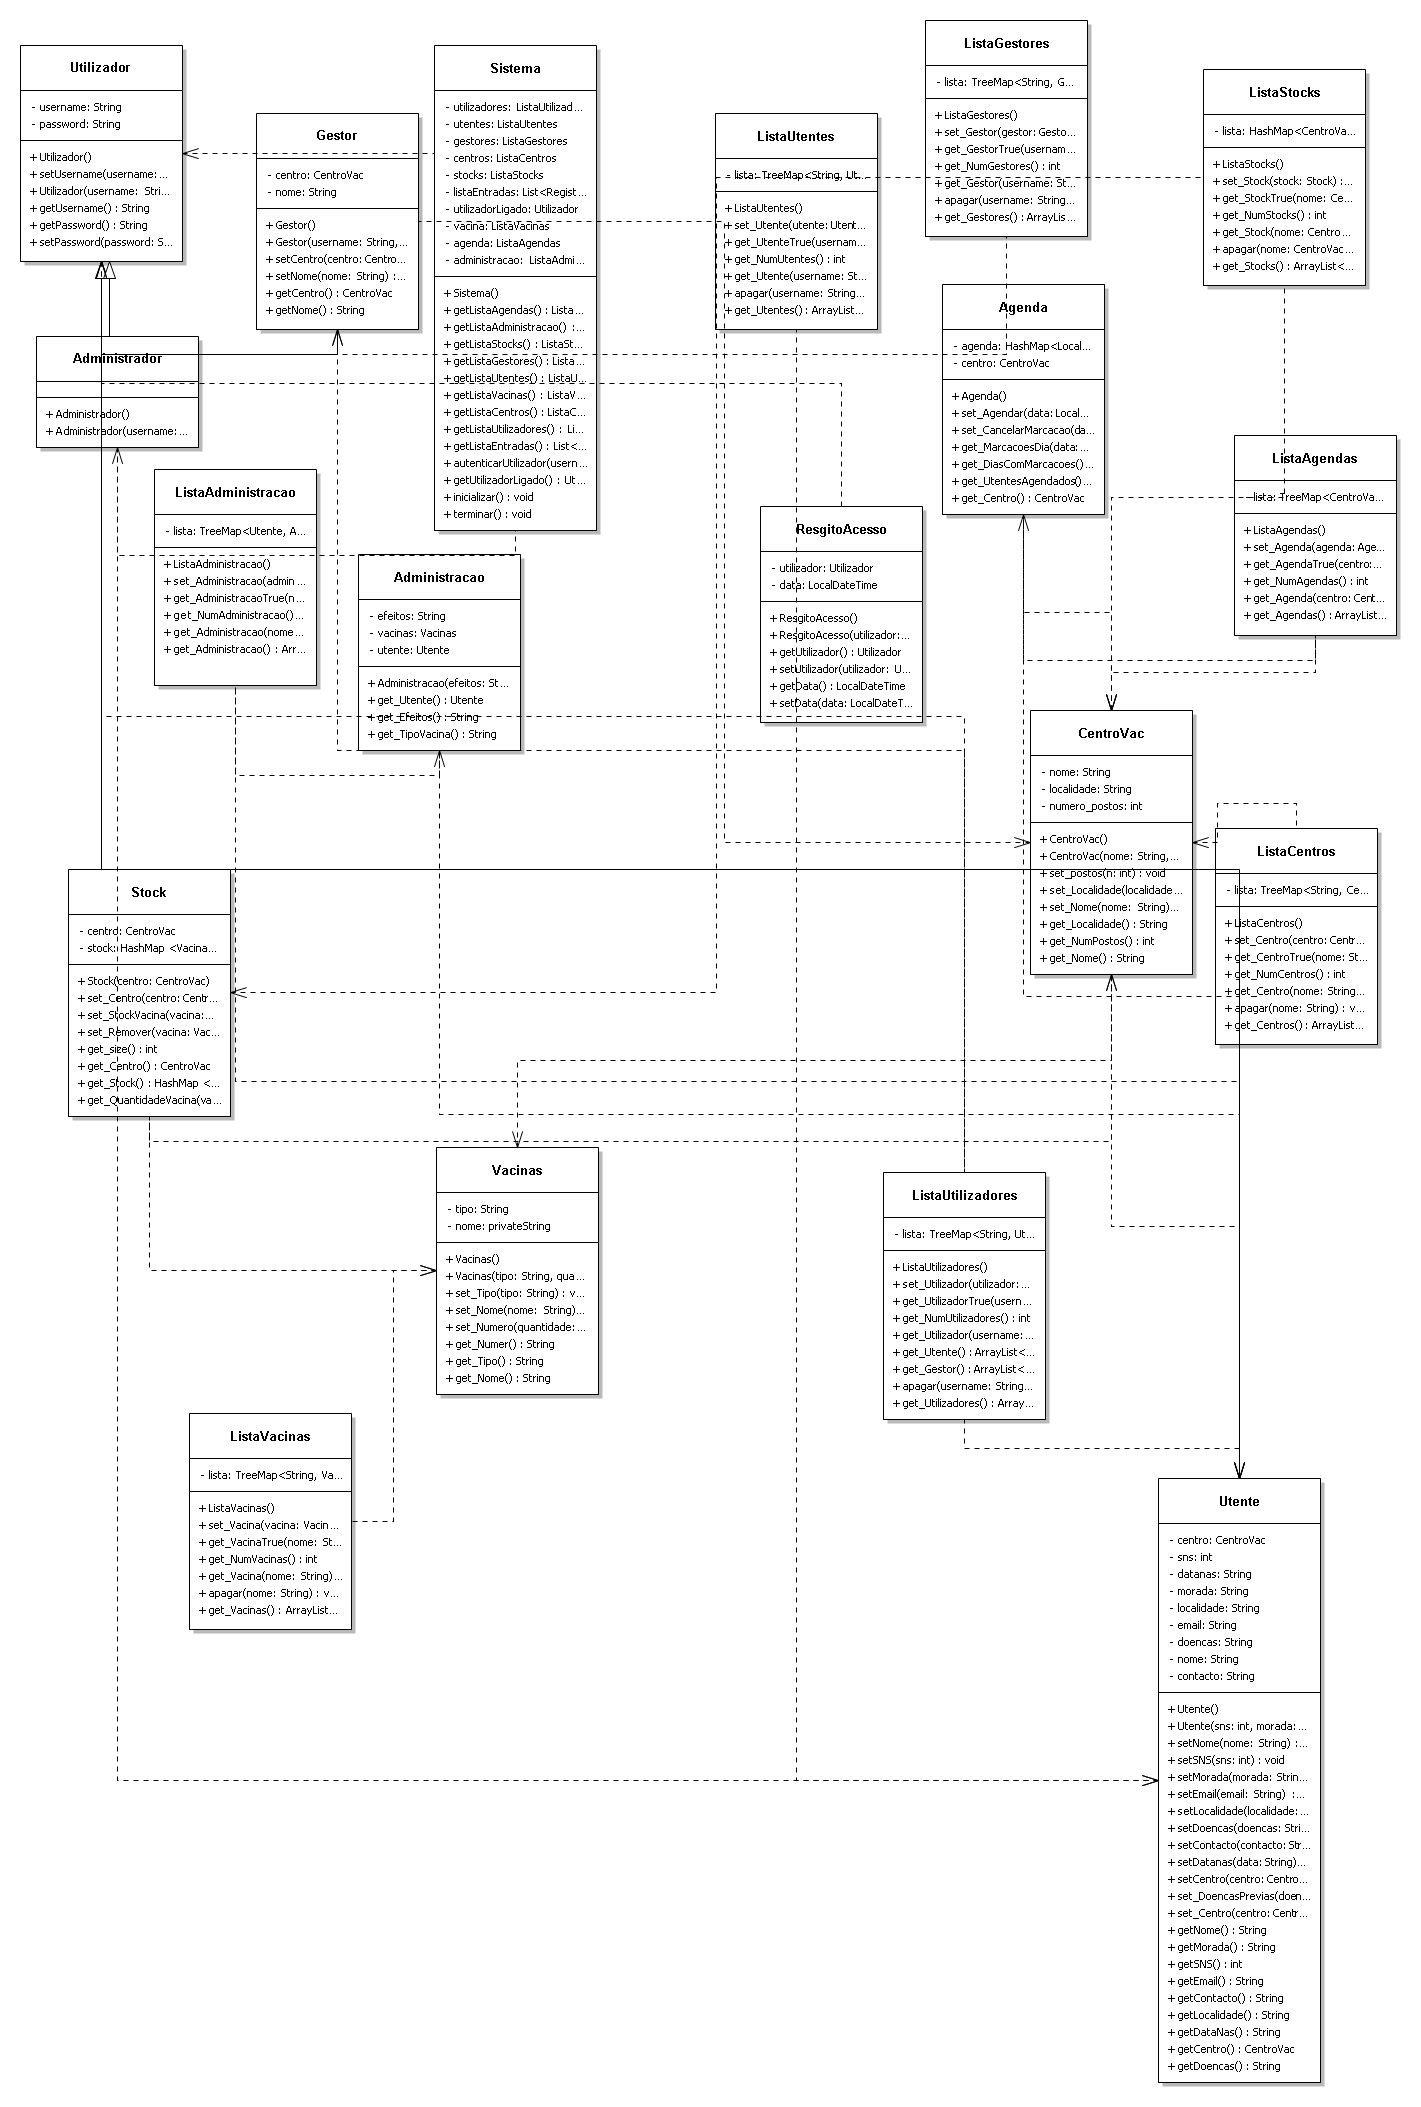 Utilizador
- username: String
- password: String
+ Utilizador()
+ setUsername(username: ...
+ Utilizador(username: Stri...
+ getUsername() : String
+ getPassword() : String
+ setPassword(password: S...
Sistema
- utilizadores: ListaUtilizad...
- utentes: ListaUtentes
- gestores: ListaGestores
- centros: ListaCentros
- stocks: ListaStocks
- listaEntradas: List<Regist...
- utilizadorLigado: Utilizador
- vacina: ListaVacinas
- agenda: ListaAgendas
- administracao: ListaAdmi...
+ Sistema()
+ getListaAgendas() : Lista...
+ getListaAdministracao() :...
+ getListaStocks() : ListaSt...
+ getListaGestores() : Lista...
+ getListaUtentes() : ListaU...
+ getListaVacinas() : ListaV...
+ getListaCentros() : ListaC...
+ getListaUtilizadores() : Li...
+ getListaEntradas() : List<...
+ autenticarUtilizador(usern...
+ getUtilizadorLigado() : Ut...
+ inicializar() : void
+ terminar() : void
Gestor
- centro: CentroVac
- nome: String
+ Gestor()
+ Gestor(username: String,...
+ setCentro(centro: Centro...
+ setNome(nome: String) :...
+ getCentro() : CentroVac
+ getNome() : String
ListaUtentes
- lista: TreeMap<String, Ut...
+ ListaUtentes()
+ set_Utente(utente: Utent...
+ get_UtenteTrue(usernam...
+ get_NumUtentes() : int
+ get_Utente(username: St...
+ apagar(username: String...
+ get_Utentes() : ArrayLis...
ListaGestores
- lista: TreeMap<String, G...
+ ListaGestores()
+ set_Gestor(gestor: Gesto...
+ get_GestorTrue(usernam...
+ get_NumGestores() : int
+ get_Gestor(username: St...
+ apagar(username: String...
+ get_Gestores() : ArrayLis...
ListaStocks
- lista: HashMap<CentroVa...
+ ListaStocks()
+ set_Stock(stock: Stock) :...
+ get_StockTrue(nome: Ce...
+ get_NumStocks() : int
+ get_Stock(nome: Centro...
+ apagar(nome: CentroVac...
+ get_Stocks() : ArrayList<...
Agenda
- agenda: HashMap<Local...
- centro: CentroVac
+ Agenda()
+ set_Agendar(data: Local...
+ set_CancelarMarcacao(da...
+ get_MarcacoesDia(data:...
+ get_DiasComMarcacoes()...
+ get_UtentesAgendados()...
+ get_Centro() : CentroVac
Administrador
+ Administrador()
+ Administrador(username:...
ListaAgendas
- lista: TreeMap<CentroVa...
+ ListaAgendas()
+ set_Agenda(agenda: Age...
+ get_AgendaTrue(centro:...
+ get_NumAgendas() : int
+ get_Agenda(centro: Cent...
+ get_Agendas() : ArrayList...
ListaAdministracao
- lista: TreeMap<Utente, A...
+ ListaAdministracao()
+ set_Administracao(admin...
+ get_AdministracaoTrue(n...
+ get_NumAdministracao()...
+ get_Administracao(nome...
+ get_Administracao() : Arr...
Administracao
- efeitos: String
- vacinas: Vacinas
- utente: Utente
+ Administracao(efeitos: St...
+ get_Utente() : Utente
+ get_Efeitos() : String
+ get_TipoVacina() : String
ResgitoAcesso
- utilizador: Utilizador
- data: LocalDateTime
+ ResgitoAcesso()
+ ResgitoAcesso(utilizador:...
+ getUtilizador() : Utilizador
+ setUtilizador(utilizador: U...
+ getData() : LocalDateTime
+ setData(data: LocalDateT...
CentroVac
- nome: String
- localidade: String
- numero_postos: int
+ CentroVac()
+ CentroVac(nome: String,...
+ set_postos(n: int) : void
+ set_Localidade(localidade...
+ set_Nome(nome: String)...
+ get_Localidade() : String
+ get_NumPostos() : int
+ get_Nome() : String
ListaCentros
- lista: TreeMap<String, Ce...
+ ListaCentros()
+ set_Centro(centro: Centr...
+ get_CentroTrue(nome: St...
+ get_NumCentros() : int
+ get_Centro(nome: String...
+ apagar(nome: String) : v...
+ get_Centros() : ArrayList...
Stock
- centro: CentroVac
- stock: HashMap <Vacina...
+ Stock(centro: CentroVac)
+ set_Centro(centro: Centr...
+ set_StockVacina(vacina:...
+ set_Remover(vacina: Vac...
+ get_size() : int
+ get_Centro() : CentroVac
+ get_Stock() : HashMap <...
+ get_QuantidadeVacina(va...
Vacinas
- tipo: String
- nome: privateString
+ Vacinas()
+ Vacinas(tipo: String, qua...
+ set_Tipo(tipo: String) : v...
+ set_Nome(nome: String)...
+ set_Numero(quantidade:...
+ get_Numer() : String
+ get_Tipo() : String
+ get_Nome() : String
ListaUtilizadores
- lista: TreeMap<String, Ut...
+ ListaUtilizadores()
+ set_Utilizador(utilizador:...
+ get_UtilizadorTrue(usern...
+ get_NumUtilizadores() : int
+ get_Utilizador(username:...
+ get_Utente() : ArrayList<...
+ get_Gestor() : ArrayList<...
+ apagar(username: String...
+ get_Utilizadores() : Array...
ListaVacinas
- lista: TreeMap<String, Va...
+ ListaVacinas()
+ set_Vacina(vacina: Vacin...
+ get_VacinaTrue(nome: St...
+ get_NumVacinas() : int
+ get_Vacina(nome: String)...
+ apagar(nome: String) : v...
+ get_Vacinas() : ArrayList...
Utente
- centro: CentroVac
- sns: int
- datanas: String
- morada: String
- localidade: String
- email: String
- doencas: String
- nome: String
- contacto: String
+ Utente()
+ Utente(sns: int, morada:...
+ setNome(nome: String) :...
+ setSNS(sns: int) : void
+ setMorada(morada: Strin...
+ setEmail(email: String) :...
+ setLocalidade(localidade:...
+ setDoencas(doencas: Stri...
+ setContacto(contacto: Str...
+ setDatanas(data: String)...
+ setCentro(centro: Centro...
+ set_DoencasPrevias(doen...
+ set_Centro(centro: Centr...
+ getNome() : String
+ getMorada() : String
+ getSNS() : int
+ getEmail() : String
+ getContacto() : String
+ getLocalidade() : String
+ getDataNas() : String
+ getCentro() : CentroVac
+ getDoencas() : String